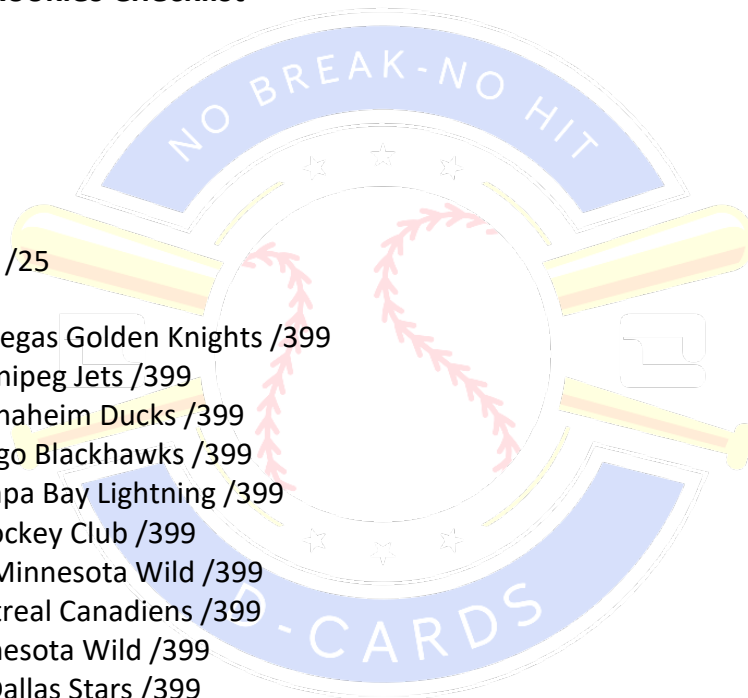 NO BREAK-NO HIT
/25
egas Golden Knights /399
nipeg Jets /399
naheim Ducks /399
go Blackhawks /399
pa Bay Lightning /399
ockey Club /399
Minnesota Wild /399
treal Canadiens /399
nesota Wild /399
Dallas Stars /399
D-CARDS